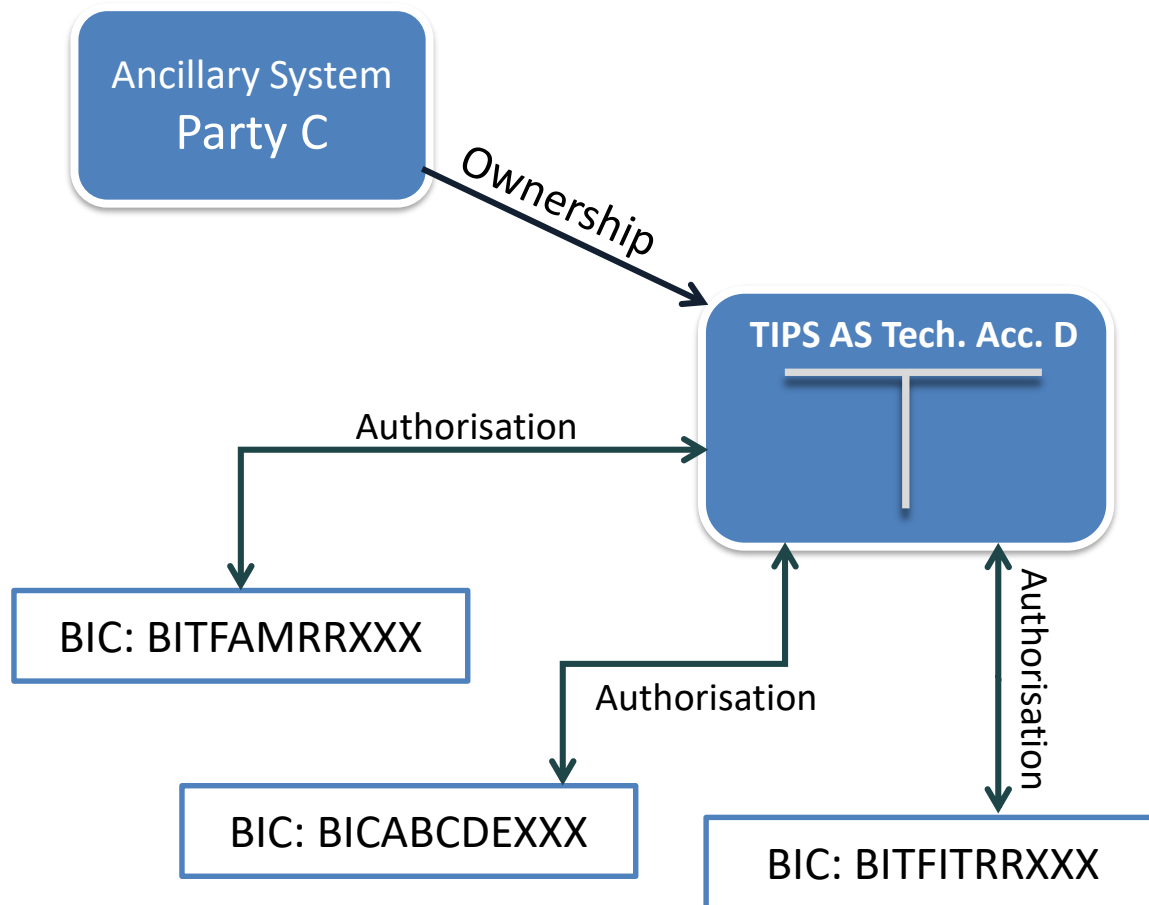 Ancillary System
Party C
Ownership
TIPS AS Tech. Acc. D
Authorisation
Authorisation
Authorisation
BIC: BITFAMRRXXX
BIC: BICABCDEXXX
BIC: BITFITRRXXX